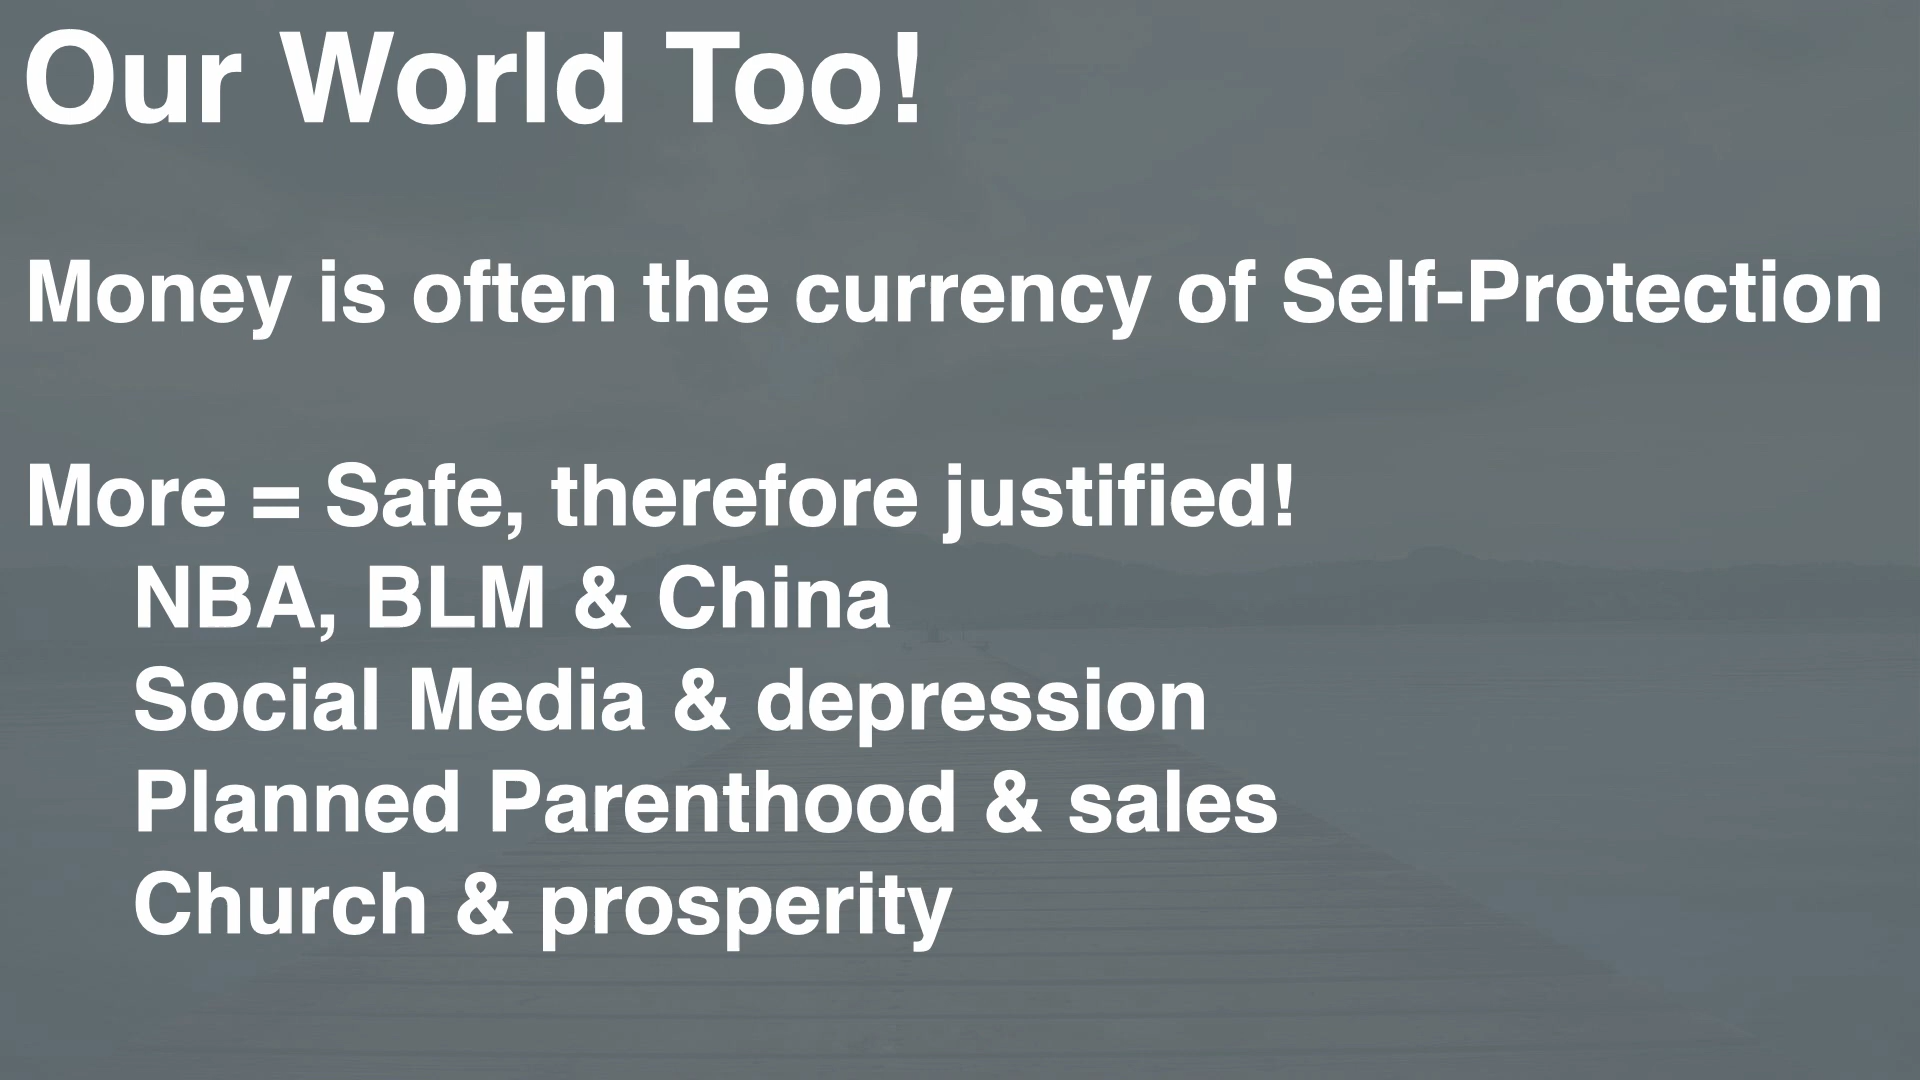 Our World Too!
Money is often the currency of Self-Protection
More = Safe, therefore justified!
NBA, BLM & China
Social Media & depression
Planned Parenthood & sales
Church & prosperity